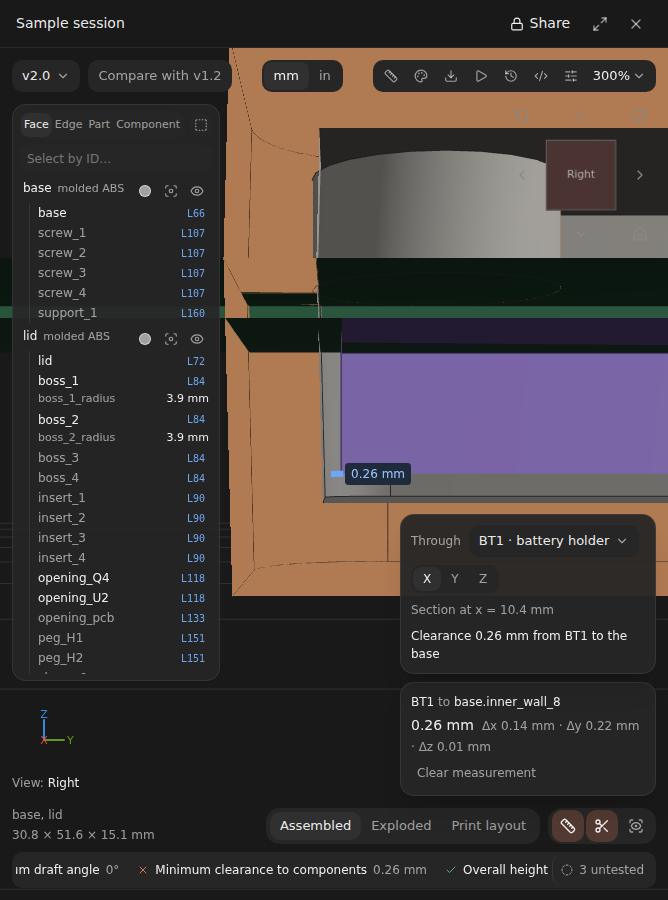 Sample session
Share
v2.0
Compare with v1.2
mm in
300%
Face Edge Part Component
Select by ID…
Right
base molded ABS
base L66
screw_1 L107
screw_2 L107
screw_3 L107
screw_4 L107
support_1 L160
lid molded ABS
lid L72
boss_1 L84
boss_1_radius 3.9 mm
boss_2 L84
boss_2_radius 3.9 mm
boss_3 L84
boss_4 L84
insert_1 L90
insert_2 L90
insert_3 L90
insert_4 L90
opening_Q4 L118
opening_U2 L118
opening_pcb L133
peg_H1 L151
peg_H2 L151
0.26 mm
Through BT1 · battery holder
X Y Z
Section at x = 10.4 mm
Clearance 0.26 mm from BT1 to the
base
BT1 to base.inner_wall_8
0.26 mm Δx 0.14 mm · Δy 0.22 mm
· Δz 0.01 mm
Clear measurement
Z
X Y
View: Right
base, lid
30.8 × 51.6 × 15.1 mm
Assembled Exploded Print layout
draft angle 0° Minimum clearance to components 0.26 mm Overall height 3 untested